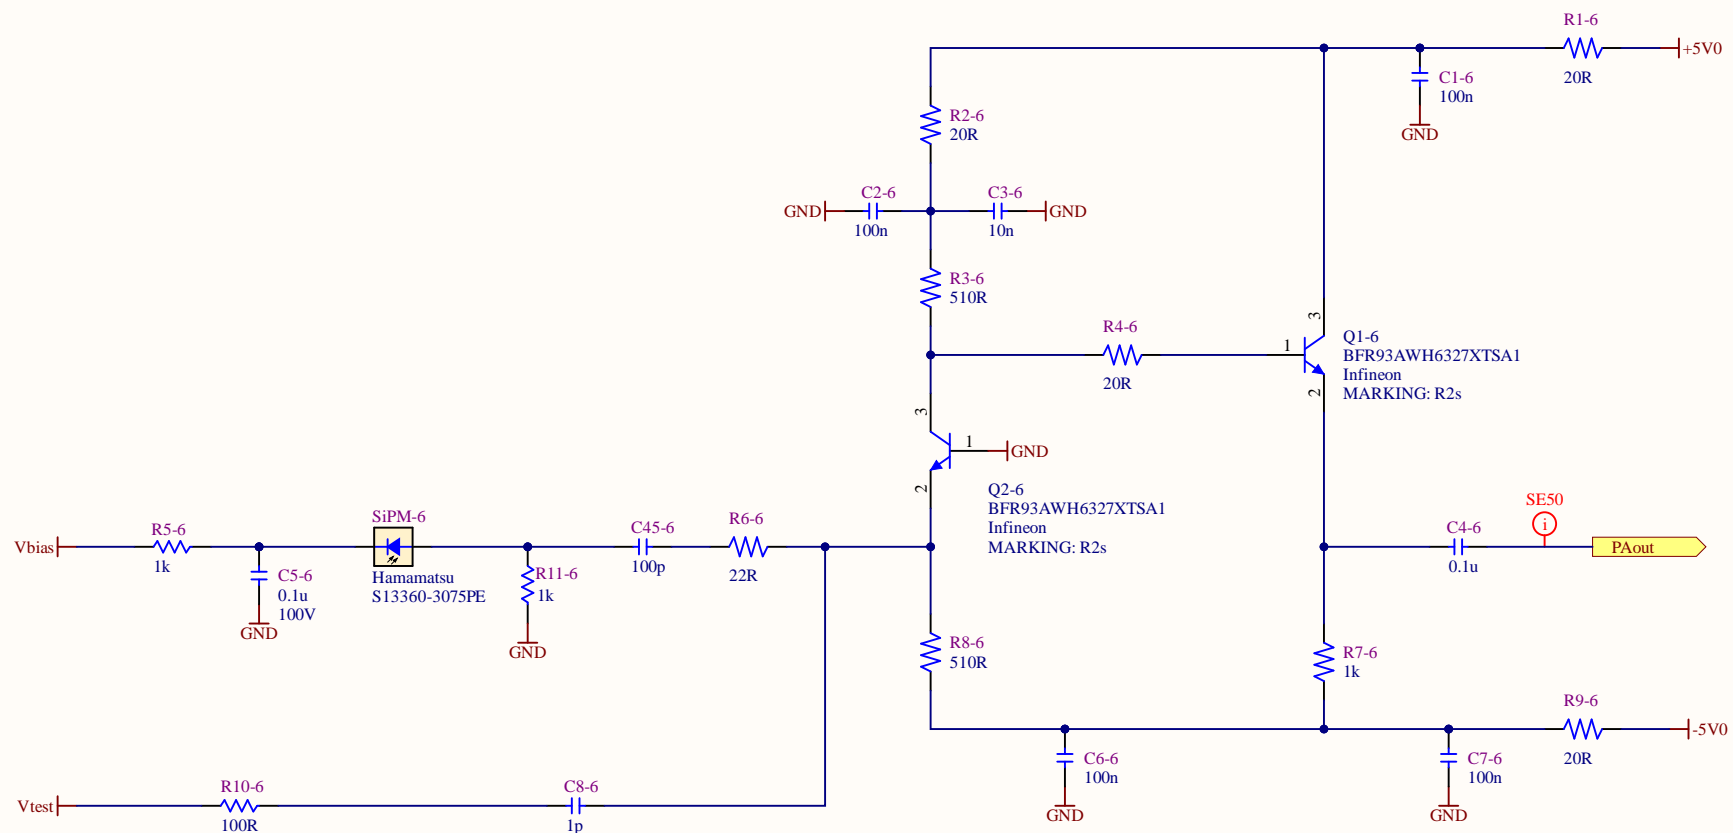 R1-6
+5V0
20R
C1-6
100n
GND
R2-6
20R
C2-6
C3-6
GND
GND
100n
10n
R3-6
510R
R4-6
20R
3
1
2
Q1-6
BFR93AWH6327XTSA1
Infineon
MARKING: R2s
3
1
GND
2
Q2-6
BFR93AWH6327XTSA1
Infineon
MARKING: R2s
SE50
i
C4-6
0.1u
PAout
Vbias
R5-6
1k
C5-6
0.1u
100V
GND
SiPM-6
Hamamatsu
S13360-3075PE
R11-6
1k
GND
C45-6
100p
R6-6
22R
R8-6
510R
R7-6
1k
R9-6
-5V0
20R
C6-6
100n
GND
C7-6
100n
GND
Vtest
R10-6
100R
C8-6
1p